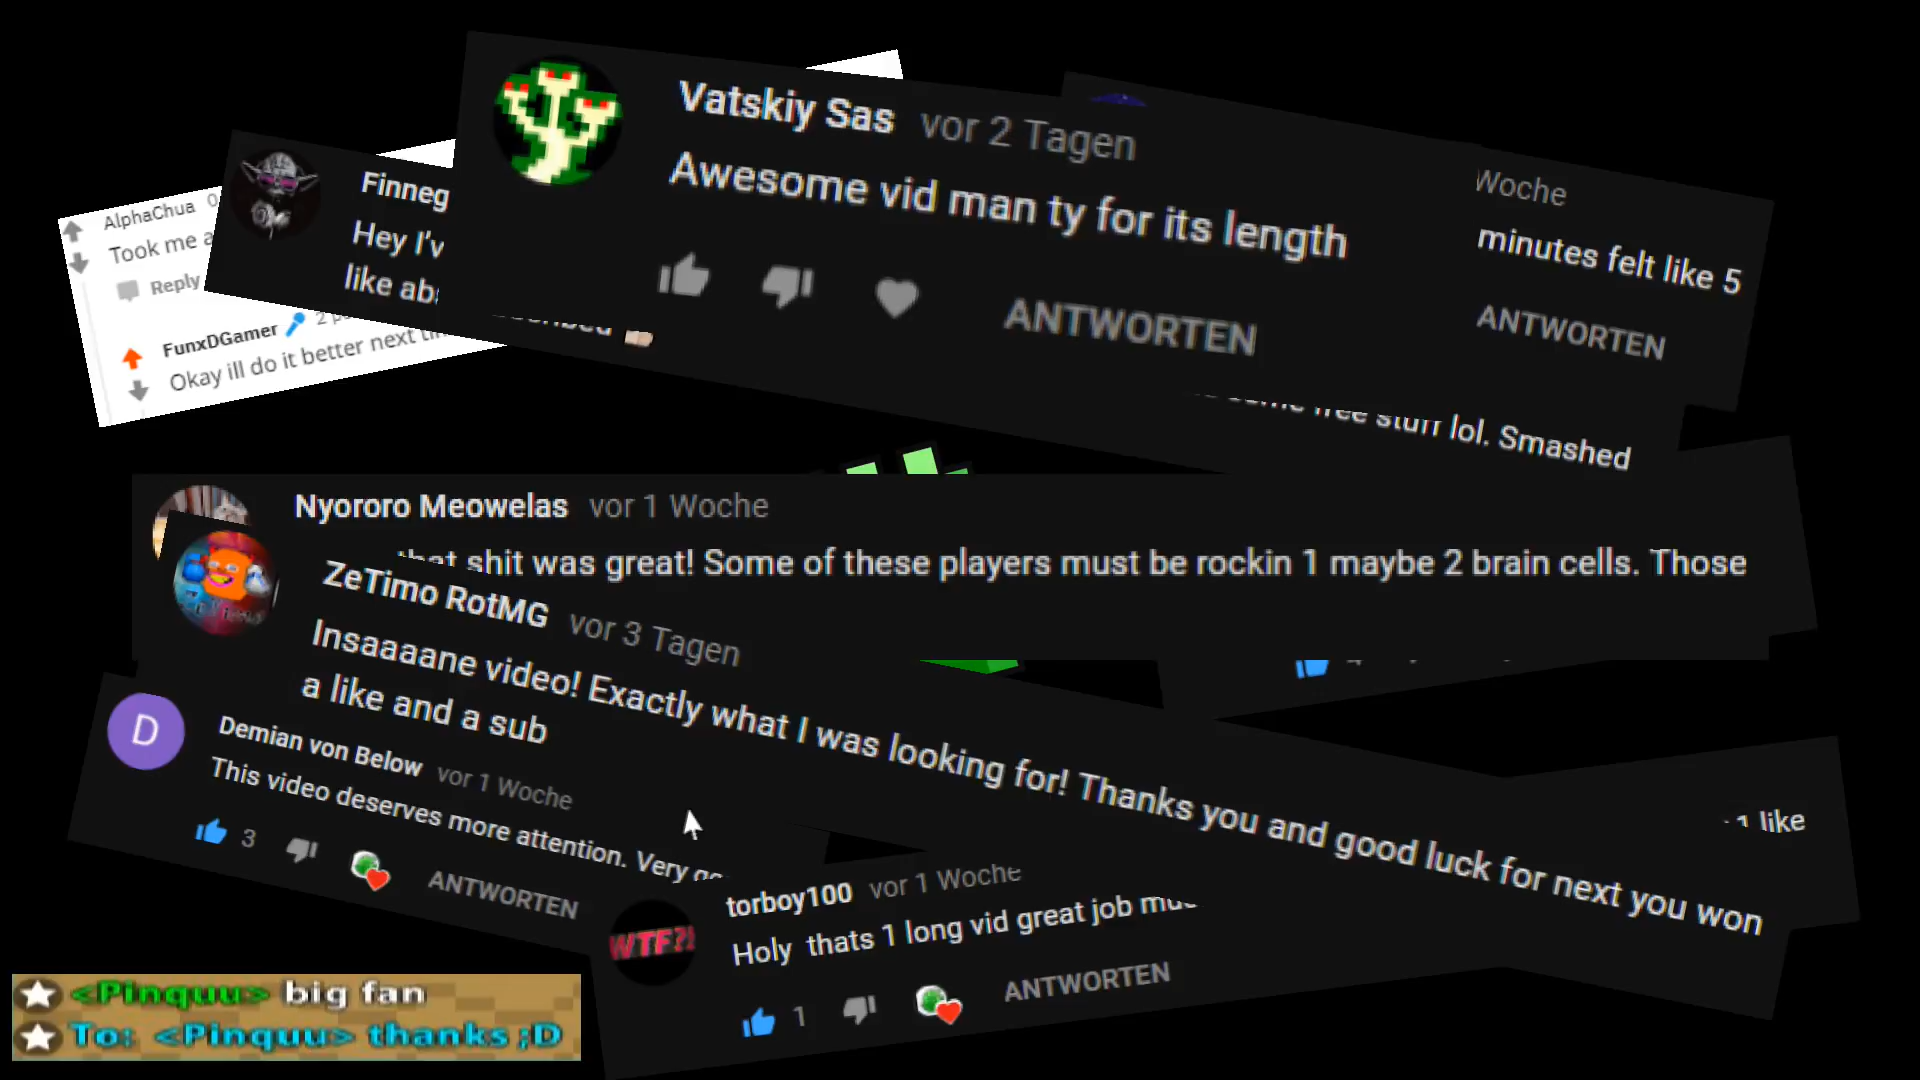 Vatskiy Sas vor 2 Tagen
Awesome vid man ty for its length
ANTWORTEN
Woche
minutes felt like 5
ANTWORTEN
AlphaChua
Took me
Reply
Finneg
Hey I'v
like
FunxDGamer 2
Okay ill do it better next
free stuff lol. Smashed
Nyororo Meowelas vor 1 Woche
that shit was great! Some of these players must be rockin 1 maybe 2 brain cells. Those
ZeTimo RotMG vor 3 Tagen
Insaaaane video! Exactly what I was looking for! Thanks you and good luck for next you won
a like and a sub
Demian von Below vor 1 Woche
This video deserves more attention. Very
3 ANTWORTEN
1 like
torboy100 vor 1 Woche
WTF?!
Holy thats 1 long vid great job
1 ANTWORTEN
<Pinquu> big fan
To: <Pinquu> thanks ;D